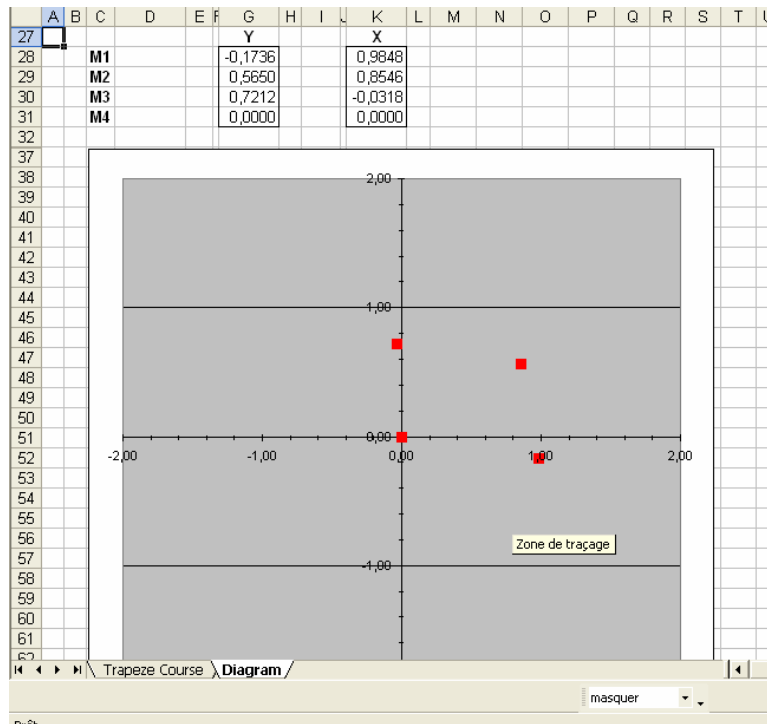 A B C D E F G H I J K L M N O P Q R S T
27 Y X
28 M1 -0,1736 0,9848
29 M2 0,5650 0,8546
30 M3 0,7212 -0,0318
31 M4 0,0000 0,0000
32
37
38 2,00
39
40
41
42
43
44 1,00
45
46
47
48
49
50
51 0,00
52 -2,00 -1,00 0,00 1,00 2,00
53
54
55
56 Zone de traçage
57
58 -1,00
59
60
61
62
Trapeze Course Diagram
masquer
Prêt